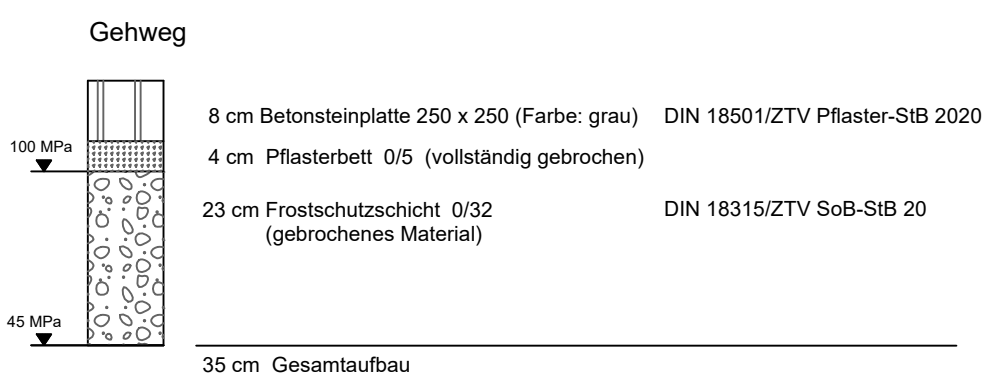 Gehweg
8 cm Betonsteinplatte 250 x 250 (Farbe: grau) DIN 18501/ZTV Pflaster-StB 2020
100 MPa
4 cm Pflasterbett 0/5 (vollständig gebrochen)
23 cm Frostschutzschicht 0/32 DIN 18315/ZTV SoB-StB 20
(gebrochenes Material)
45 MPa
35 cm Gesamtaufbau